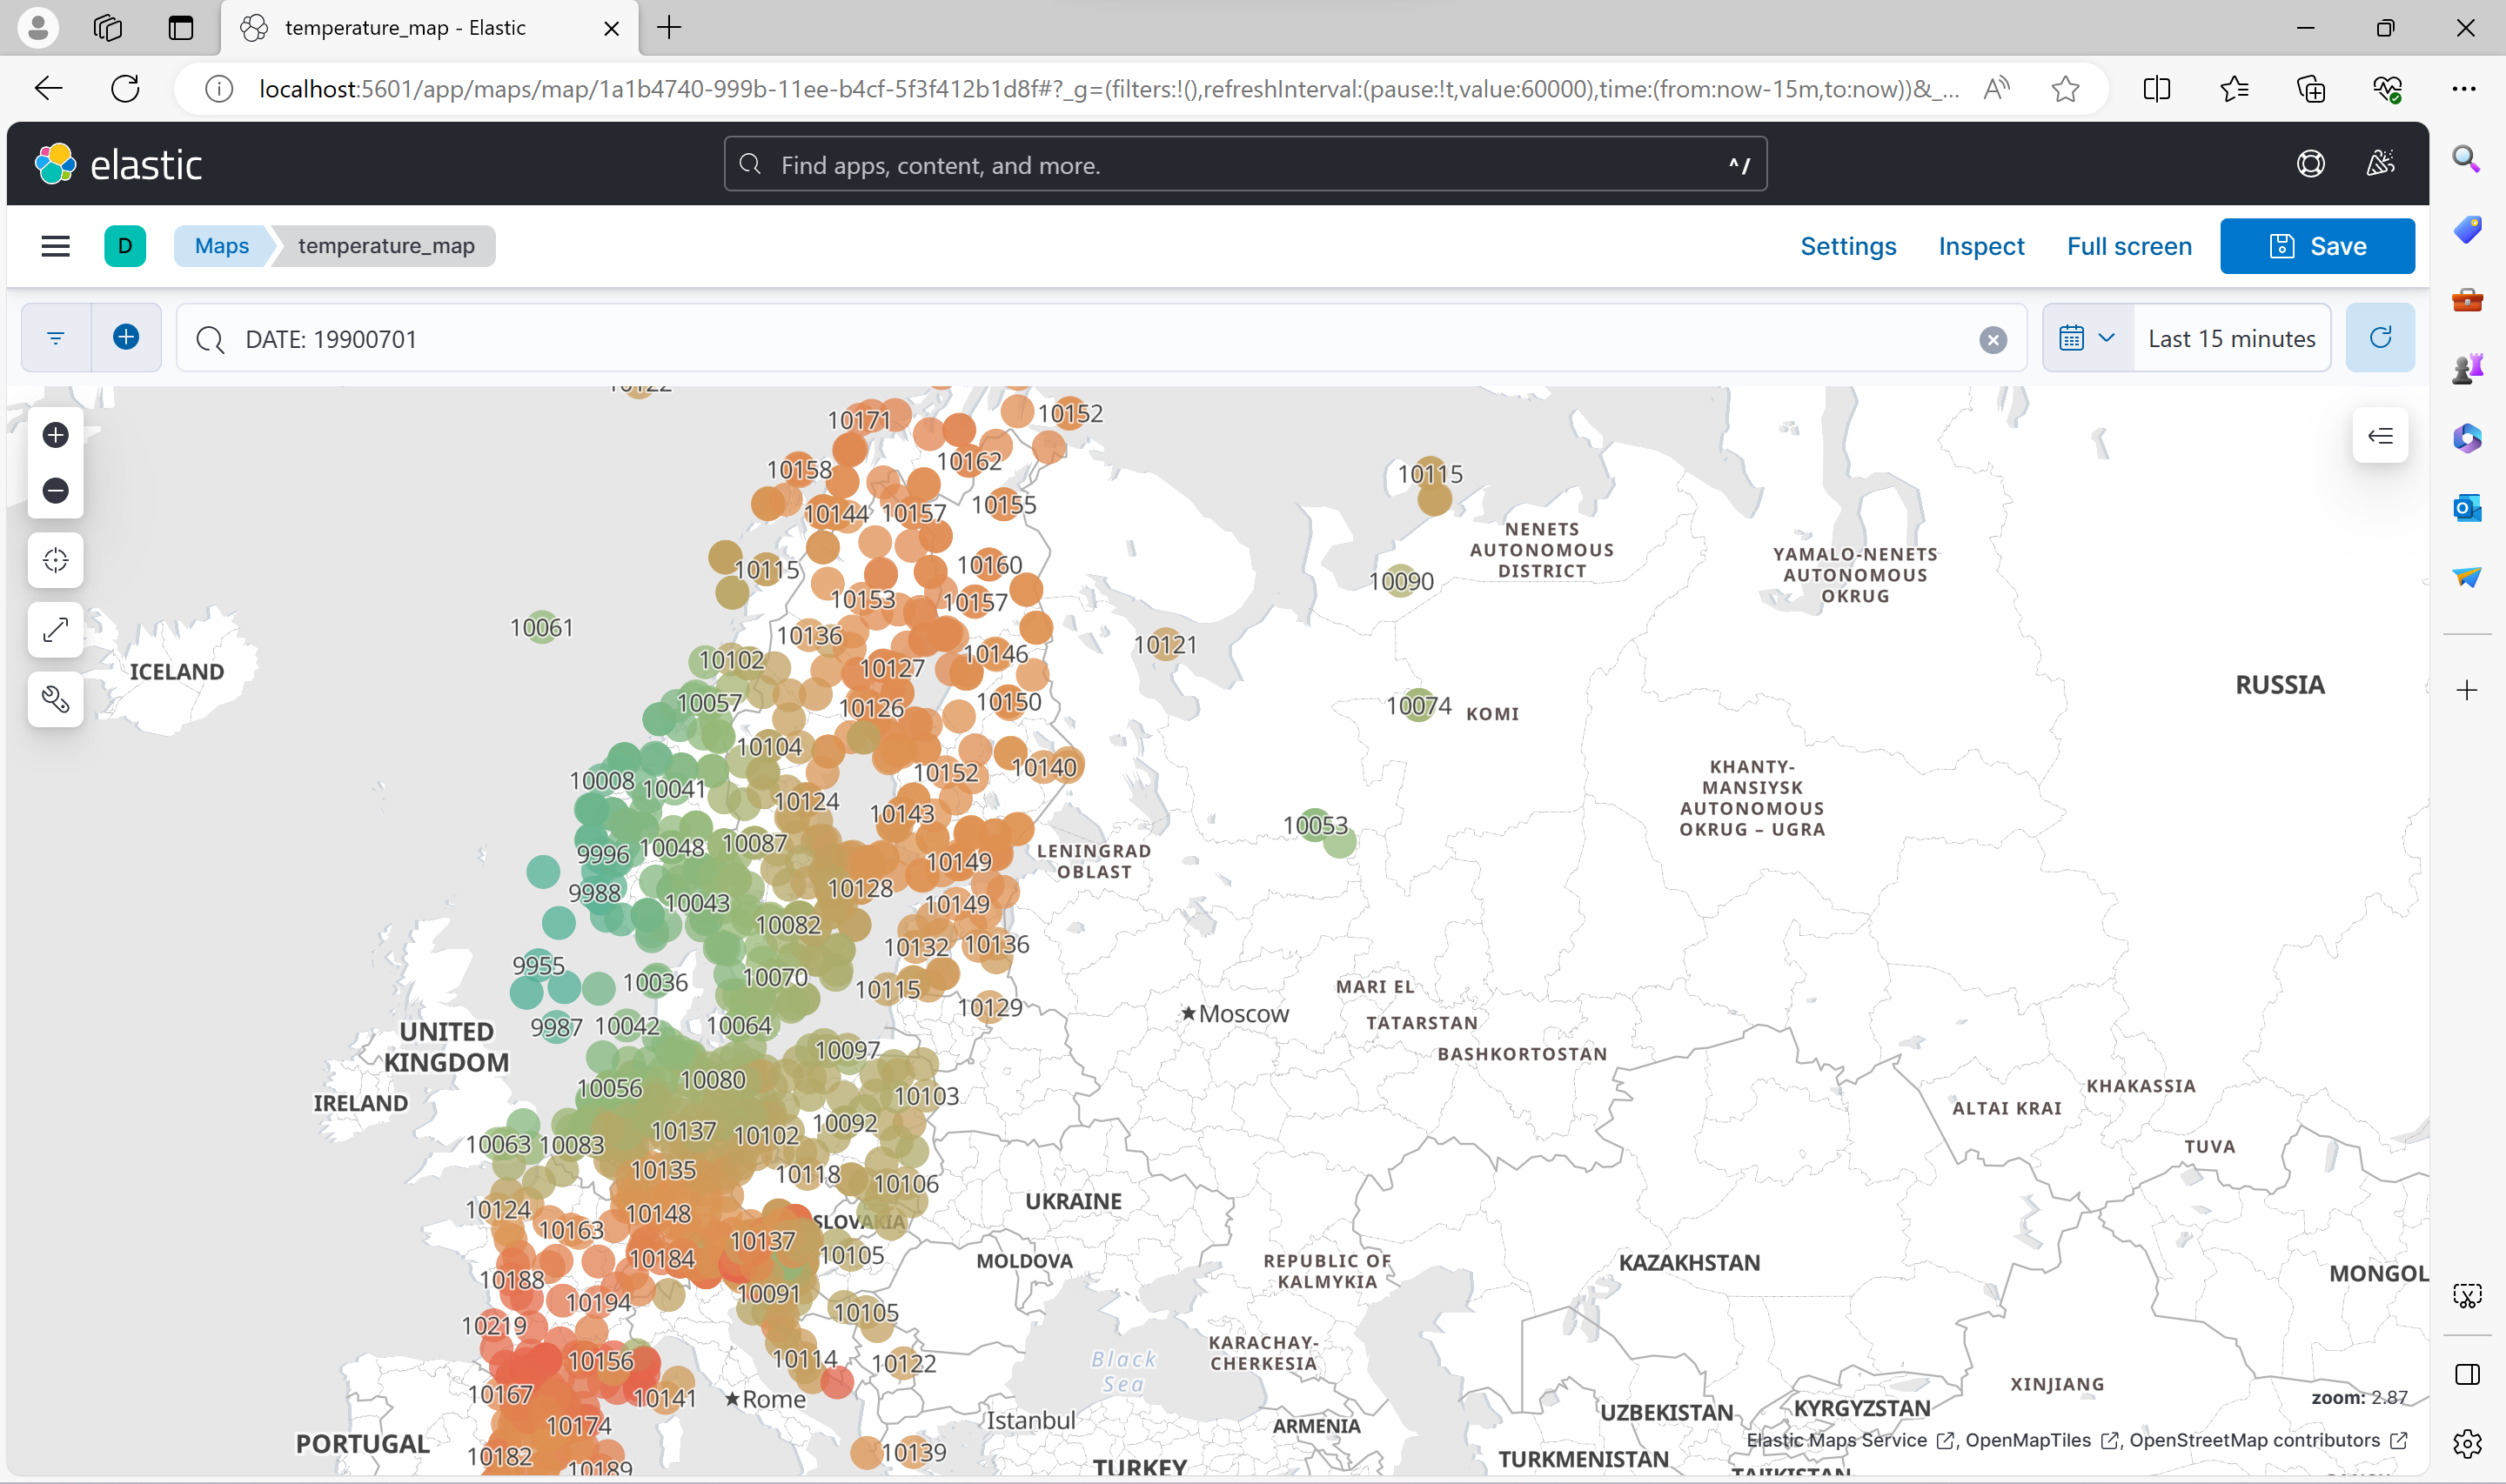 temperature_map - Elastic
localhost:5601/app/maps/map/1a1b4740-999b-11ee-b4cf-5f3f412b1d8f#?_g=(filters:!(),refreshInterval:(pause:!t,value:60000),time:(from:now-15m,to:now))&_...
elastic
Find apps, content, and more.
^ /
D
Maps
temperature_map
Settings
Inspect
Full screen
Save
DATE: 19900701
Last 15 minutes
10171
10152
10158
10162
10115
10144
10157
10155
NENETS
AUTONOMOUS
DISTRICT
YAMALO-NENETS
AUTONOMOUS
OKRUG
10115
10160
10090
10153
10157
10061
10136
10121
ICELAND
10102
10127
10146
RUSSIA
10057
10126
10150
10074
KOMI
10104
10008
10041
10152
10140
KHANTY-
MANSIYSK
AUTONOMOUS
OKRUG – UGRA
10124
10143
10053
9996
10048
10087
10149
LENINGRAD
OBLAST
9988
10043
10128
10149
10082
10132
10136
9955
10036
10070
10115
MARI EL
10129
Moscow
TATARSTAN
9987
10042
10064
UNITED
KINGDOM
10097
BASHKORTOSTAN
10056
10080
10103
KHAKASSIA
IRELAND
ALTAI KRAI
10063
10083
10137
10102
10092
TUVA
10135
10118
10106
10124
10163
10148
SLOVAKIA
UKRAINE
10184
10137
10105
MOLDOVA
REPUBLIC OF
KALMYKIA
KAZAKHSTAN
MONGOL
10188
10194
10091
10105
10219
10156
10114
10122
Black
Sea
KARACHAY-
CHERKESIA
10167
10141
Rome
XINJIANG
zoom: 2.87
10174
Istanbul
ARMENIA
UZBEKISTAN
KYRGYZSTAN
PORTUGAL
10182
10189
10139
TURKEY
TURKMENISTAN
TAJIKISTAN
Elastic Maps Service , OpenMapTiles , OpenStreetMap contributors